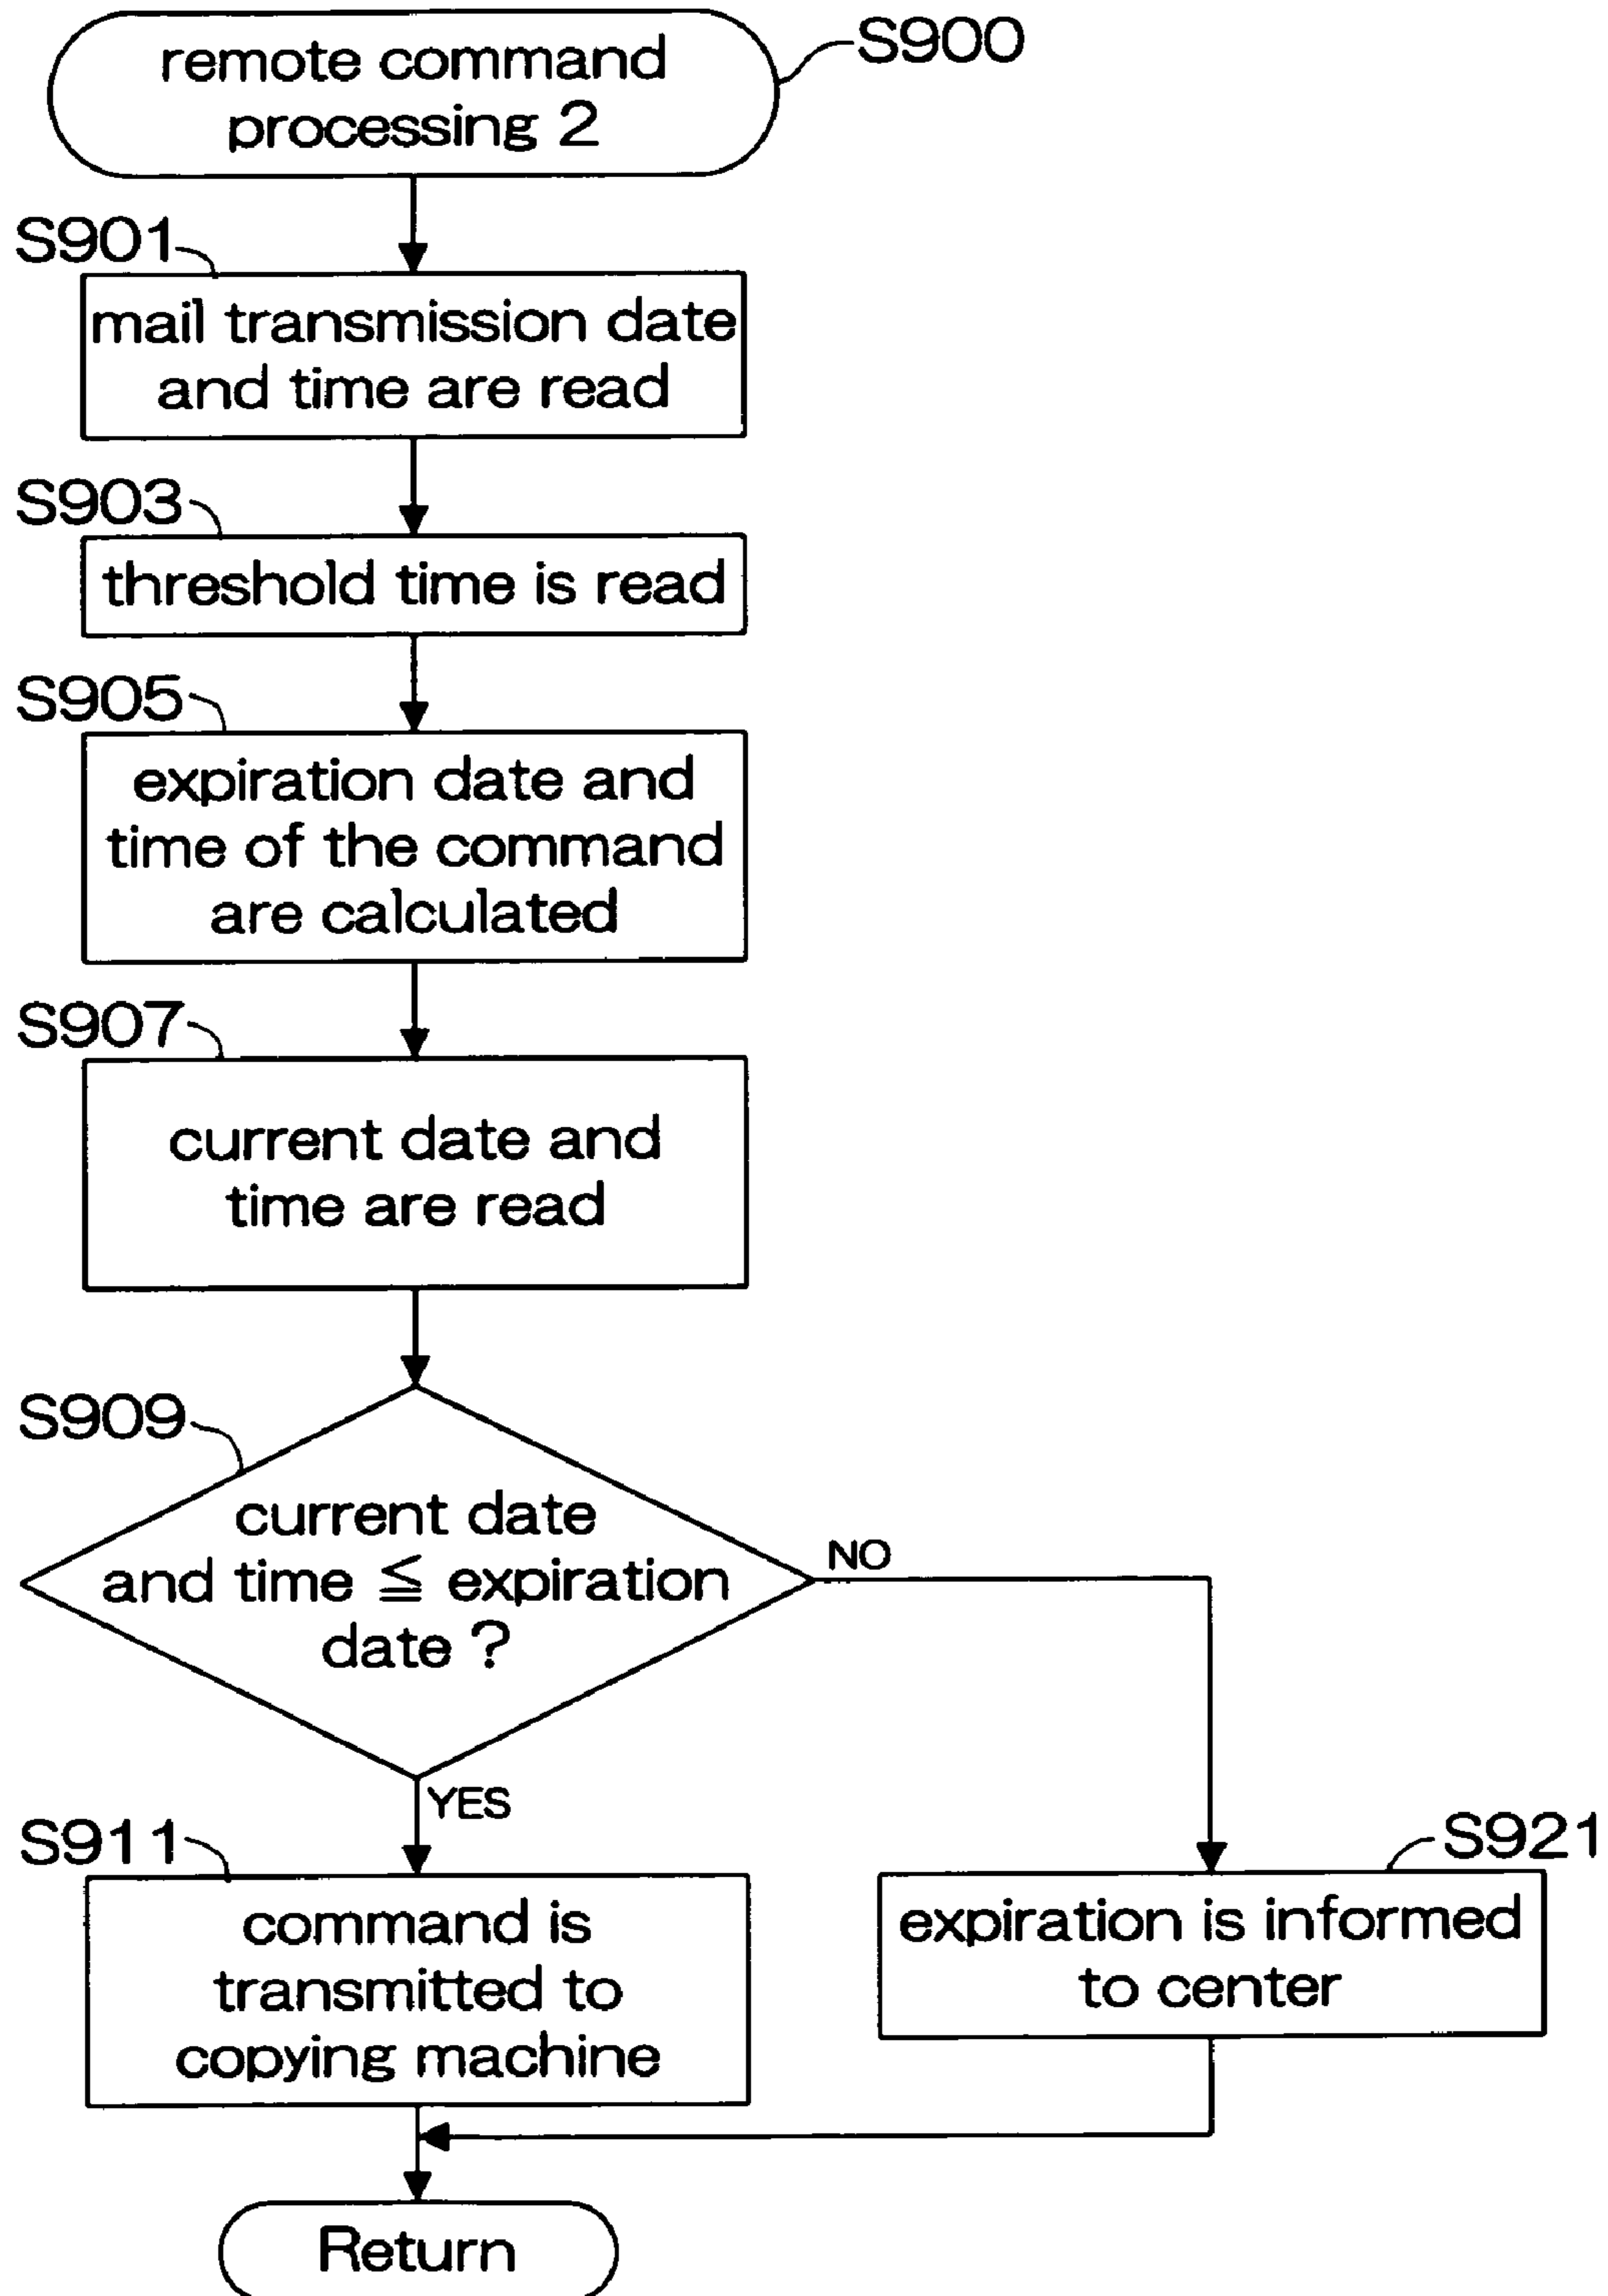 remote command
processing 2
S900
S901
mail transmission date
and time are read
S903
threshold time is read
S905
expiration date and
time of the command
are calculated
S907
current date and
time are read
S909
current date
and time ≦ expiration
date ?
NO
YES
S911
command is
transmitted to
copying machine
S921
expiration is informed
to center
Return